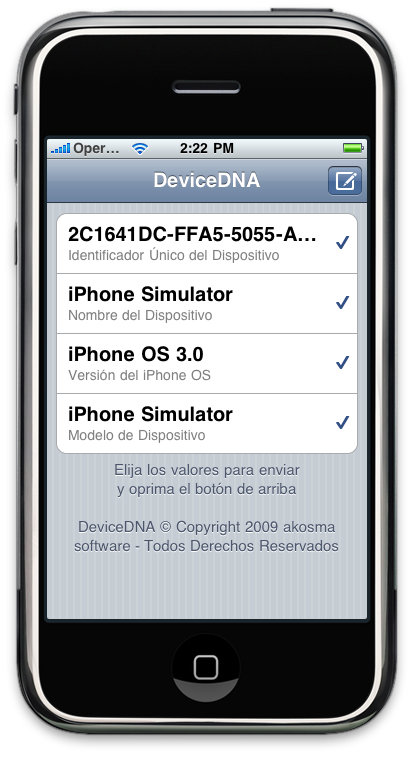 Oper...
2:22 PM
DeviceDNA
2C1641DC-FFA5-5055-A...
Identificador Único del Dispositivo
iPhone Simulator
Nombre del Dispositivo
iPhone OS 3.0
Versión del iPhone OS
iPhone Simulator
Modelo de Dispositivo
Elija los valores para enviar
y oprima el botón de arriba
DeviceDNA © Copyright 2009 akosma
software - Todos Derechos Reservados